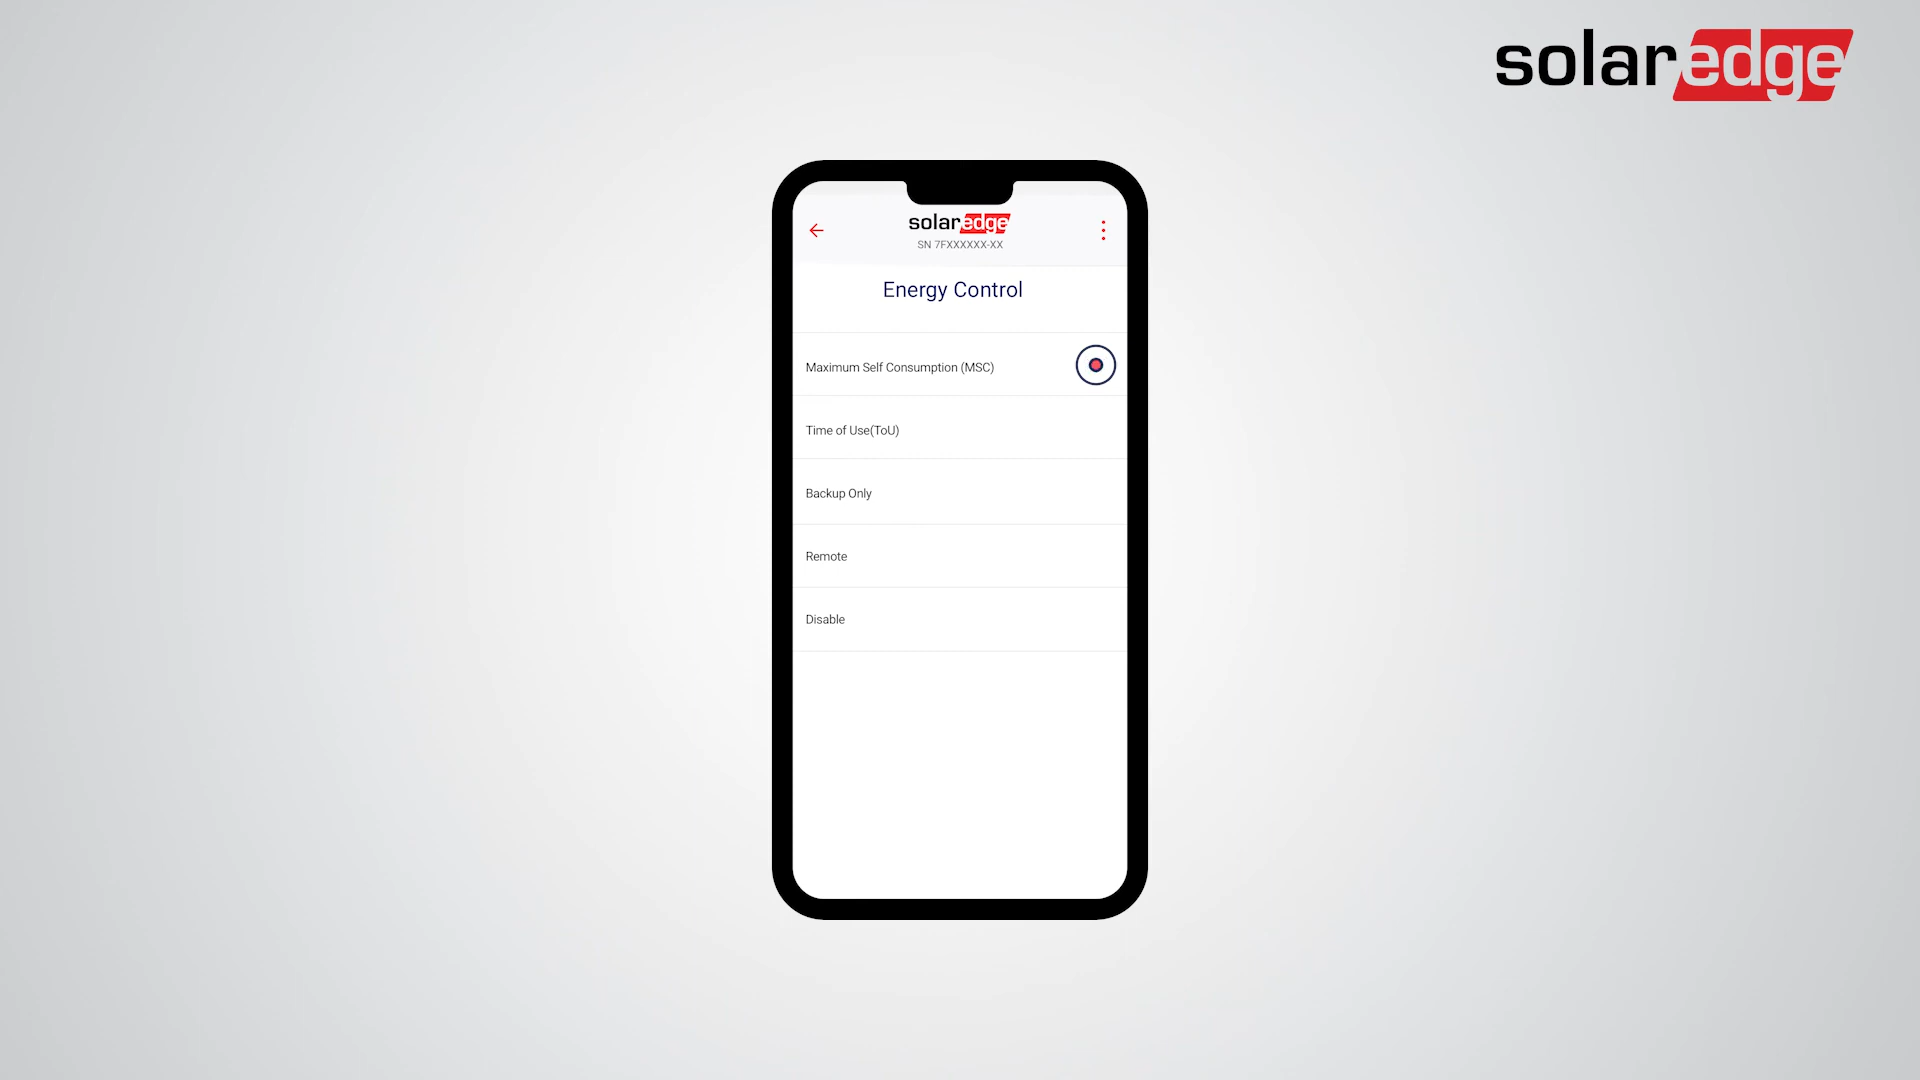 solaredge
solaredge
SN 7FXXXXXX-XX
Energy Control
Maximum Self Consumption (MSC)
Time of Use(ToU)
Backup Only
Remote
Disable